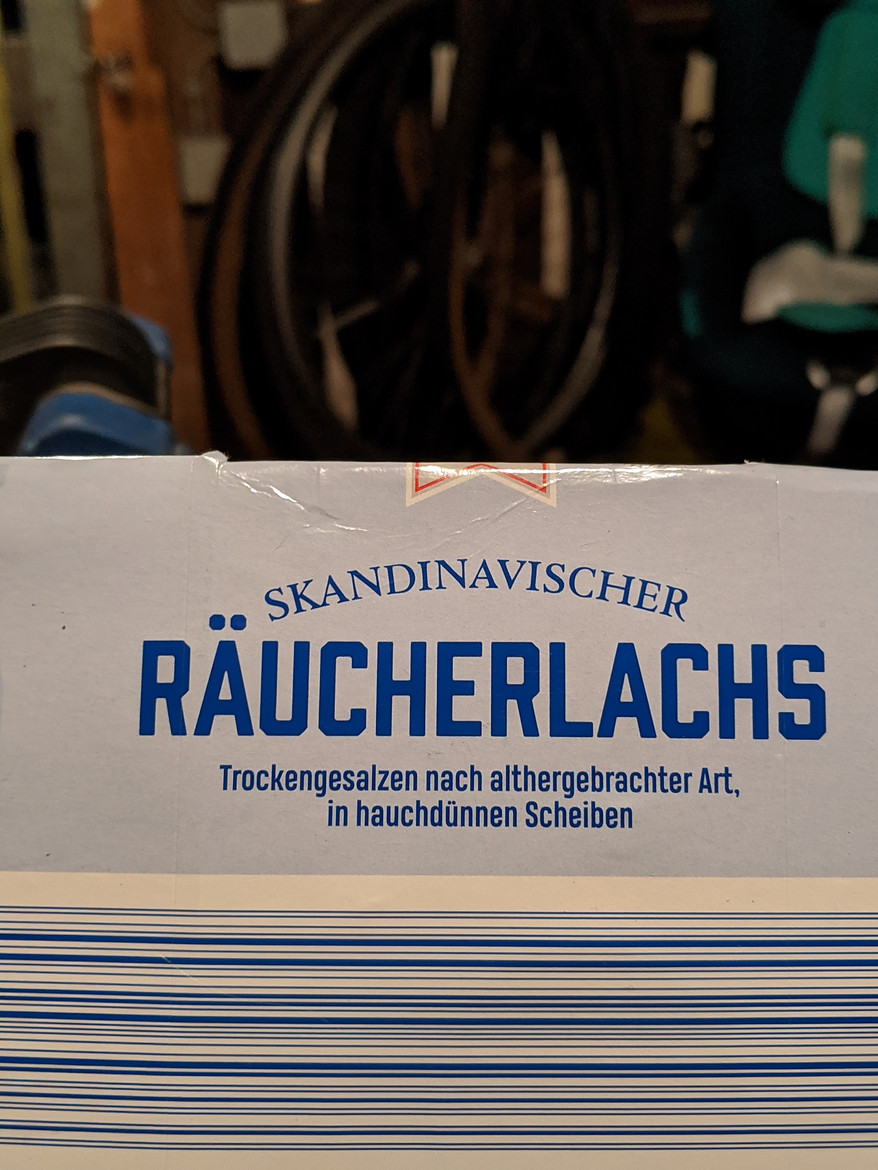 SKANDINAVISCHER
RÄUCHERLACHS
Trockengesalzen nach althergebrachter Art,
in hauchdünnen Scheiben